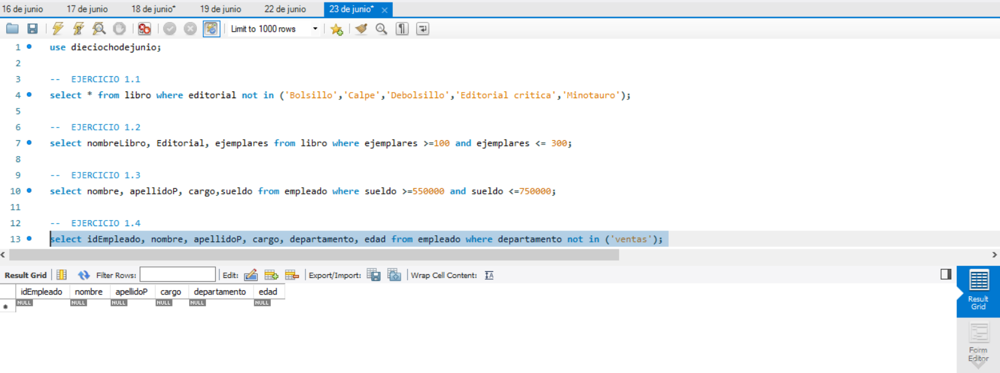 16 de junio 17 de junio 18 de junio* 19 de junio 22 de junio 23 de junio* ×
Limit to 1000 rows
1 use dieciochodejunio;
2
3 -- EJERCICIO 1.1
4 select * from libro where editorial not in ('Bolsillo','Calpe','Debolsillo','Editorial critica','Minotauro');
5
6 -- EJERCICIO 1.2
7 select nombreLibro, Editorial, ejemplares from libro where ejemplares >=100 and ejemplares <= 300;
8
9 -- EJERCICIO 1.3
10 select nombre, apellidoP, cargo,sueldo from empleado where sueldo >=550000 and sueldo <=750000;
11
12 -- EJERCICIO 1.4
13 select idEmpleado, nombre, apellidoP, cargo, departamento, edad from empleado where departamento not in ('ventas');
Result Grid Filter Rows: Edit: Export/Import: Wrap Cell Content:
idEmpleado nombre apellidoP cargo departamento edad
NULL NULL NULL NULL NULL NULL
Result
Grid
Form
Editor